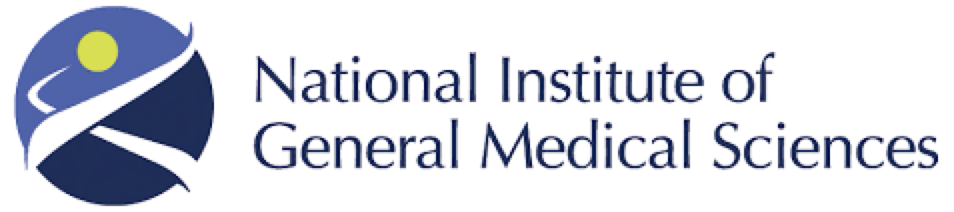 National Institute of
General Medical Sciences